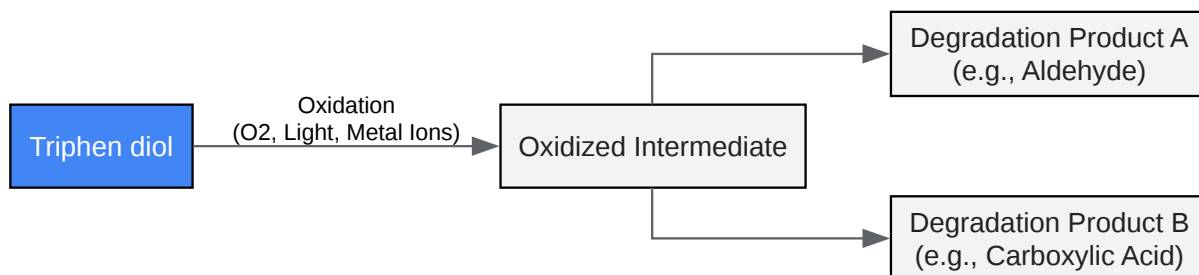 Triphen diol
Oxidation
(O2, Light, Metal Ions)
Oxidized Intermediate
Degradation Product A
(e.g., Aldehyde)
Degradation Product B
(e.g., Carboxylic Acid)